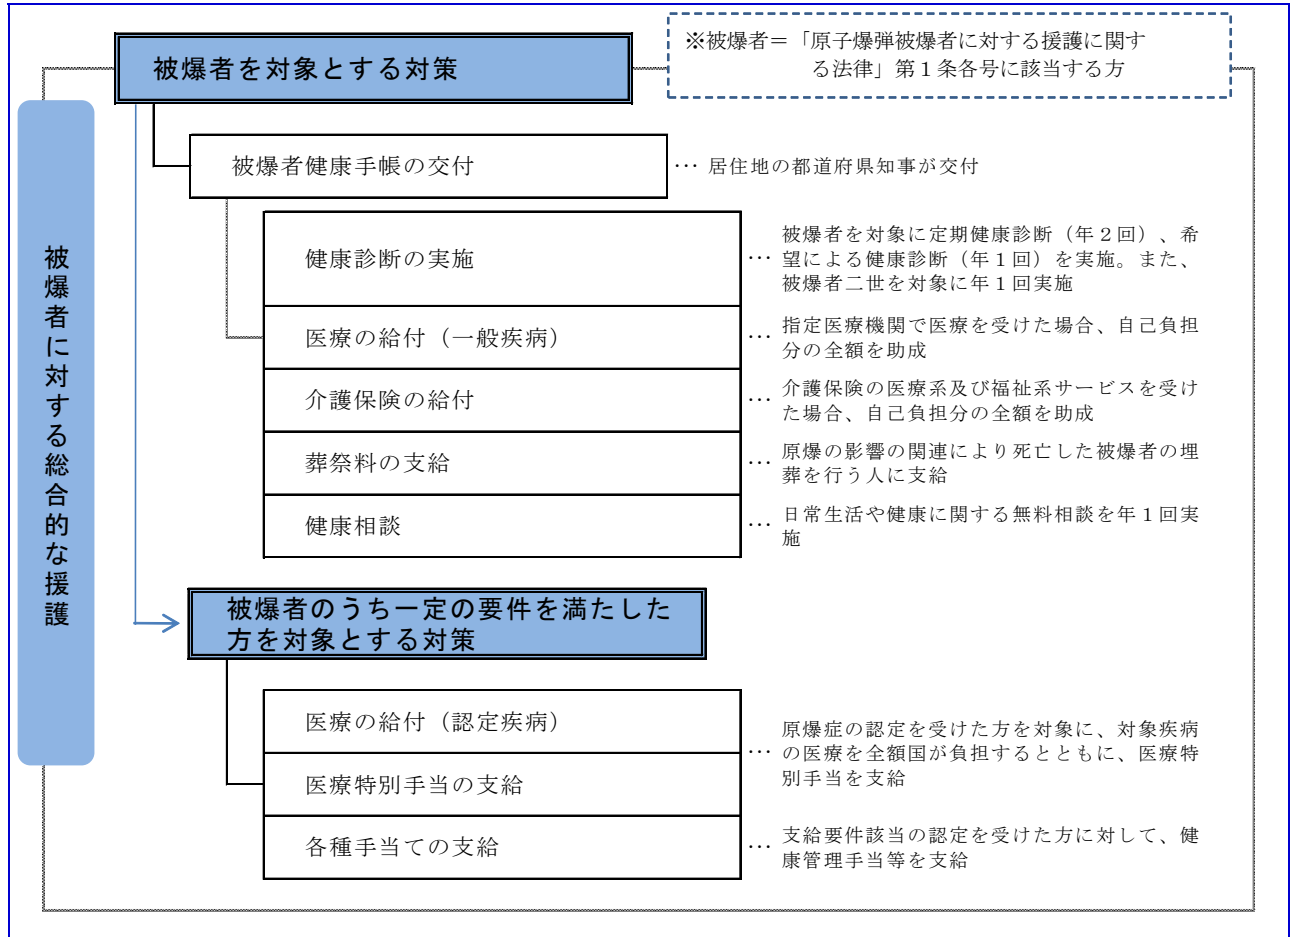 ※被爆者＝「原子爆弾被爆者に対する援護に関す
る法律」第１条各号に該当する方
被爆者を対象とする対策
被爆者に対する総合的な援護
被爆者健康手帳の交付
… 居住地の都道府県知事が交付
健康診断の実施
… 被爆者を対象に定期健康診断（年２回）、希
望による健康診断（年１回）を実施。また、
被爆者二世を対象に年１回実施
医療の給付（一般疾病）
… 指定医療機関で医療を受けた場合、自己負担
分の全額を助成
介護保険の給付
… 介護保険の医療系及び福祉系サービスを受け
た場合、自己負担分の全額を助成
葬祭料の支給
… 原爆の影響の関連により死亡した被爆者の埋
葬を行う人に支給
健康相談
… 日常生活や健康に関する無料相談を年１回実
施
被爆者のうち一定の要件を満たした
方を対象とする対策
医療の給付（認定疾病）
医療特別手当の支給
… 原爆症の認定を受けた方を対象に、対象疾病
の医療を全額国が負担するとともに、医療特
別手当を支給
各種手当ての支給
… 支給要件該当の認定を受けた方に対して、健
康管理手当等を支給